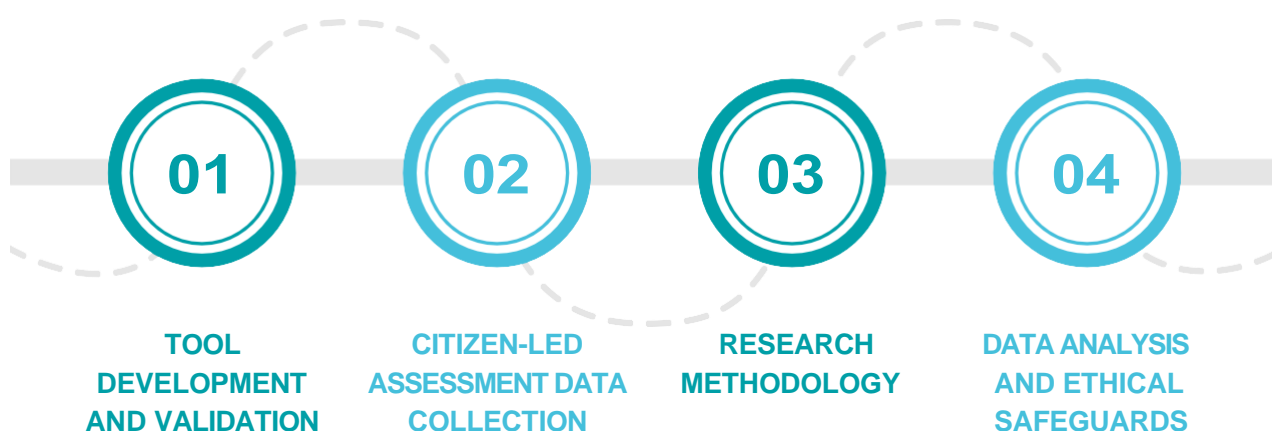 01
02
03
04
TOOL
DEVELOPMENT
AND VALIDATION
CITIZEN-LED
ASSESSMENT DATA
COLLECTION
RESEARCH
METHODOLOGY
DATA ANALYSIS
AND ETHICAL
SAFEGUARDS